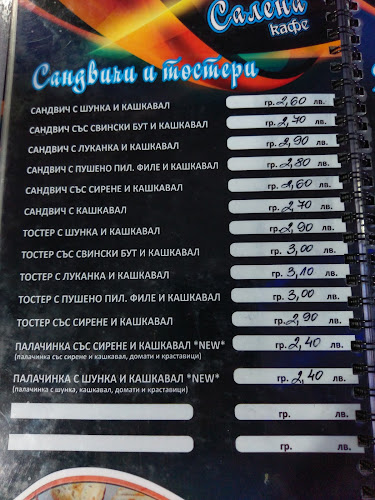 Салена
кафе
Сандвичи и тостери
САНДВИЧ С ШУНКА И КАШКАВАЛ гр. 2,60 лв.
САНДВИЧ СЪС СВИНСКИ БУТ И КАШКАВАЛ гр. 2,70 лв.
САНДВИЧ С ЛУКАНКА И КАШКАВАЛ гр. 2,90 лв.
САНДВИЧ С ПУШЕНО ПИЛ. ФИЛЕ И КАШКАВАЛ гр. 2,80 лв.
САНДВИЧ СЪС СИРЕНЕ И КАШКАВАЛ гр. 2,60 лв.
САНДВИЧ С КАШКАВАЛ гр. 2,70 лв.
ТОСТЕР С ШУНКА И КАШКАВАЛ гр. 2,90 лв.
ТОСТЕР СЪС СВИНСКИ БУТ И КАШКАВАЛ гр. 3,00 лв.
ТОСТЕР С ЛУКАНКА И КАШКАВАЛ гр. 3,10 лв.
ТОСТЕР С ПУШЕНО ПИЛ. ФИЛЕ И КАШКАВАЛ гр. 3,00 лв.
ТОСТЕР СЪС СИРЕНЕ И КАШКАВАЛ гр. 2,90 лв.
ПАЛАЧИНКА СЪС СИРЕНЕ И КАШКАВАЛ *NEW* гр. 2,40 лв.
(палачинка със сирене и кашкавал, домати и краставици)
ПАЛАЧИНКА С ШУНКА И КАШКАВАЛ *NEW* гр. 2,40 лв.
(палачинка с шунка, кашкавал, домати и краставици)
гр. лв.
гр. лв.